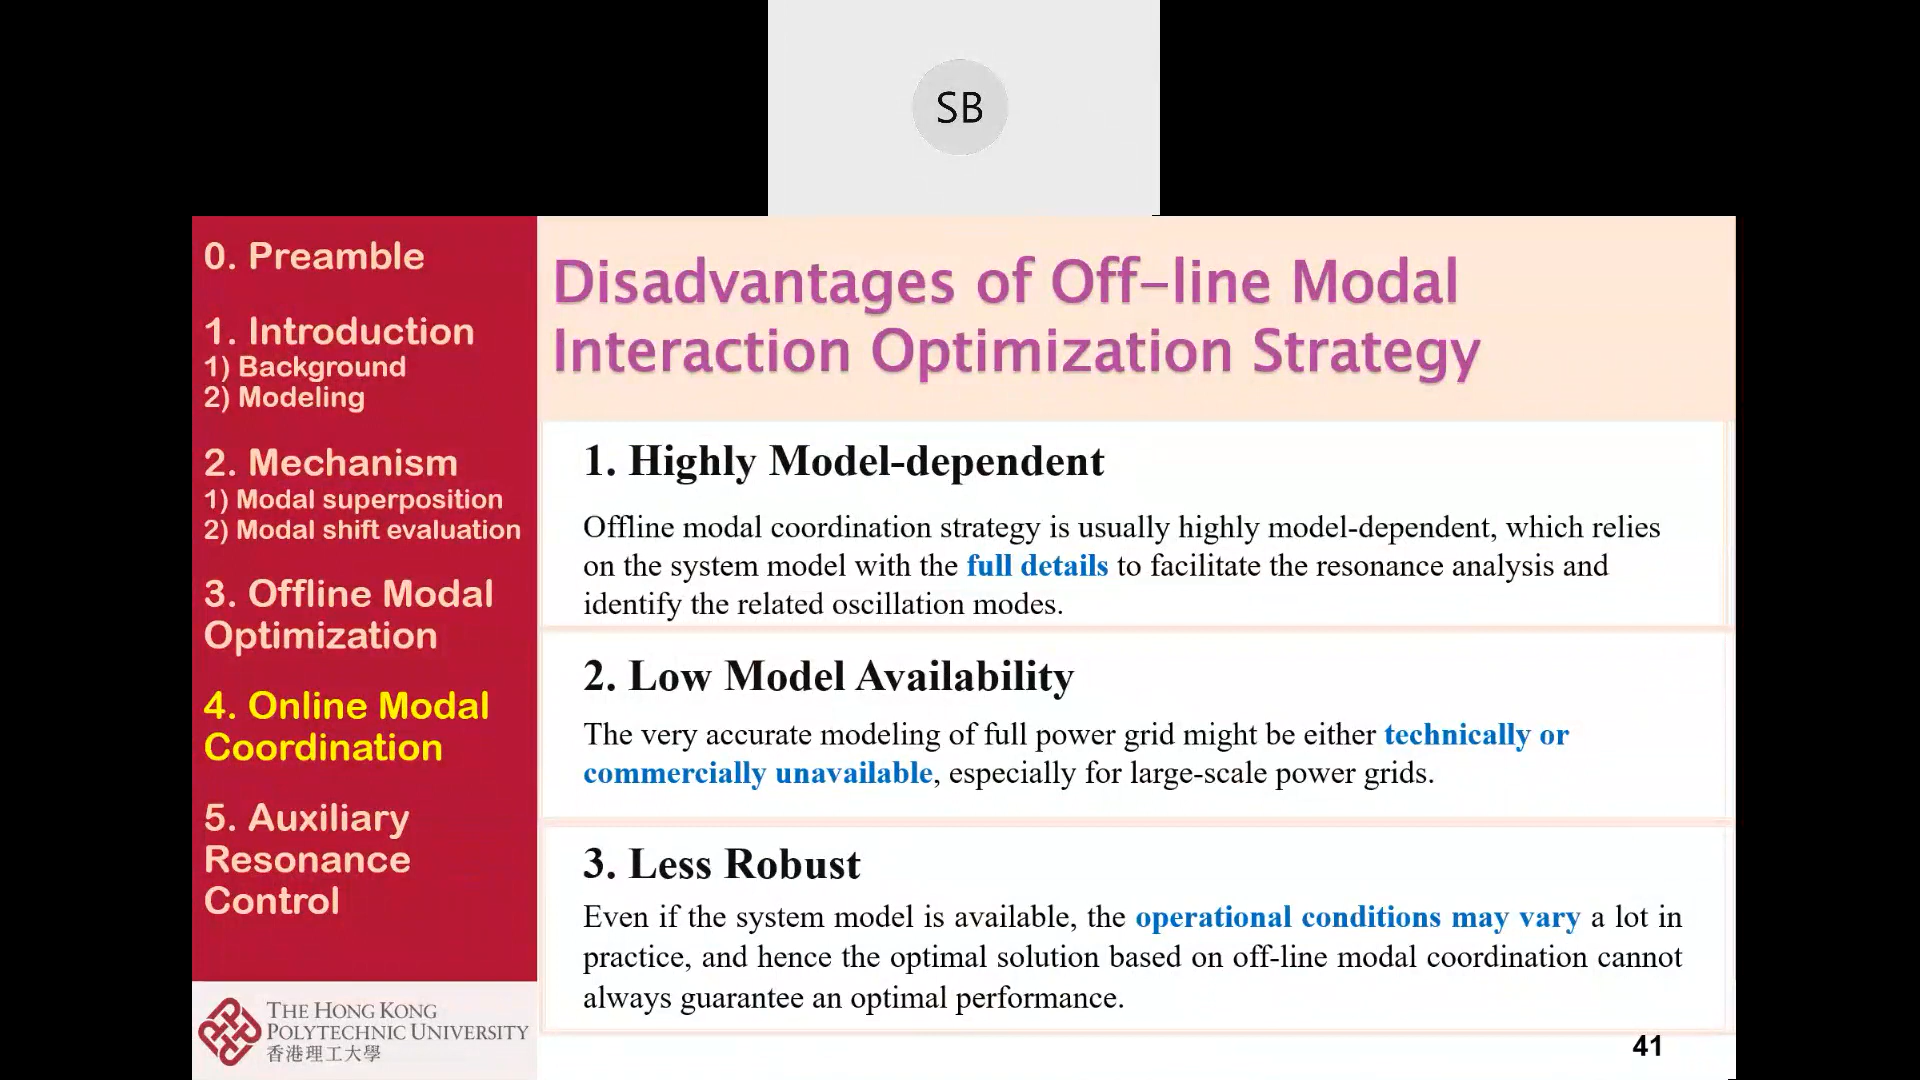 SB
0. Preamble
1. Introduction
1) Background
2) Modeling
2. Mechanism
1) Modal superposition
2) Modal shift evaluation
3. Offline Modal
Optimization
4. Online Modal
Coordination
5. Auxiliary
Resonance
Control
THE HONG KONG
POLYTECHNIC UNIVERSITY
香港理工大學
Disadvantages of Off-line Modal
Interaction Optimization Strategy
1. Highly Model-dependent
Offline modal coordination strategy is usually highly model-dependent, which relies
on the system model with the full details to facilitate the resonance analysis and
identify the related oscillation modes.
2. Low Model Availability
The very accurate modeling of full power grid might be either technically or
commercially unavailable, especially for large-scale power grids.
3. Less Robust
Even if the system model is available, the operational conditions may vary a lot in
practice, and hence the optimal solution based on off-line modal coordination cannot
always guarantee an optimal performance.
41